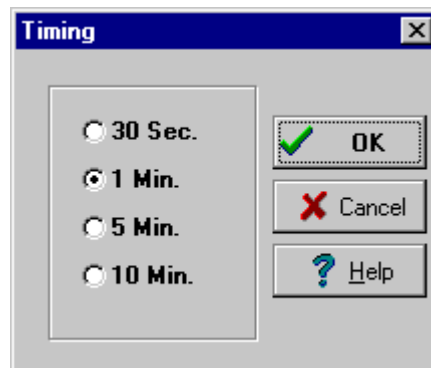 Timing
30 Sec.
1 Min.
5 Min.
10 Min.
OK
Cancel
Help